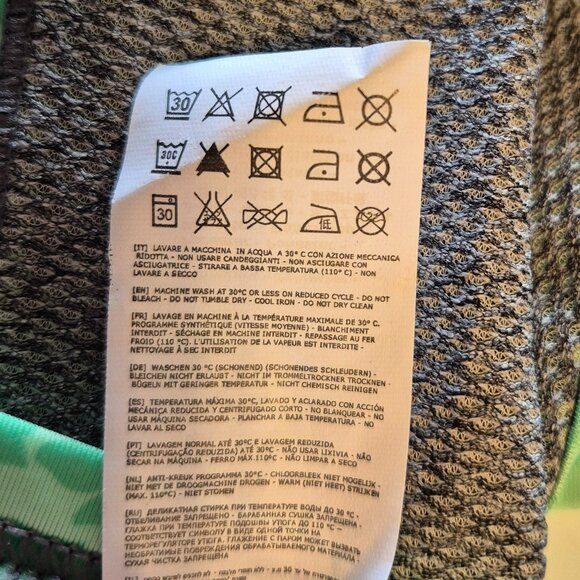 30
30C
30 低
[IT] LAVARE A MACCHINA IN ACQUA A 30° C CON AZIONE MECCANICA
RIDOTTA - NON USARE CANDEGGIANTI - NON ASCIUGARE CON
ASCIUGATRICE - STIRARE A BASSA TEMPERATURA (110° C) - NON
LAVARE A SECCO
[EN] MACHINE WASH AT 30°C OR LESS ON REDUCED CYCLE - DO NOT
BLEACH - DO NOT TUMBLE DRY - COOL IRON - DO NOT DRY CLEAN
[FR] LAVAGE EN MACHINE À LA TEMPÉRATURE MAXIMALE DE 30° C.
PROGRAMME SYNTHÉTIQUE (VITESSE MOYENNE) - BLANCHIMENT
INTERDIT - SÉCHAGE EN MACHINE INTERDIT - REPASSAGE AU FER
FROID (110 °C). L'UTILISATION DE LA VAPEUR EST INTERDITE -
NETTOYAGE À SEC INTERDIT
[DE] WASCHEN 30 °C (SCHONEND) (SCHONENDES SCHLEUDERN) -
BLEICHEN NICHT ERLAUBT - NICHT IM TROMMELTROCKNER TROCKNEN -
BÜGELN MIT GERINGER TEMPERATUR - NICHT CHEMISCH REINIGEN
[ES] TEMPERATURA MÁXIMA 30°C, LAVADO Y ACLARADO CON ACCIÓN
MECÁNICA REDUCIDA Y CENTRIFUGADO CORTO - NO BLANQUEAR - NO
USAR MÁQUINA SECADORA - PLANCHAR A BAJA TEMPERATURA - NO
LAVAR AL SECO
[PT] LAVAGEM NORMAL ATÉ 30°C E LAVAGEM REDUZIDA
(CENTRIFUGAÇÃO REDUZIDA) ATÉ 30°C - NÃO USAR LIXIVIA - NÃO
SECAR NA MÁQUINA - FERRO MÁX.110°C - NÃO LIMPAR A SECO
[NL] ANTI-KREUK PROGRAMMA 30°C - CHLOORBLEEK NIET MOGELIJK -
NIET MET DE DROOGMACHINE DROGEN - WARM (NIET HEET) STRIJKEN
(MAX. 110°C) - NIET STOMEN
[RU] ДЕЛИКАТНАЯ СТИРКА ПРИ ТЕМПЕРАТУРЕ ВОДЫ ДО 30 °C -
ОТБЕЛИВАНИЕ ЗАПРЕЩЕНО - БАРАБАННАЯ СУШКА ЗАПРЕЩЕНА -
ГЛАЖКА ПРИ ТЕМПЕРАТУРЕ ПОДОШВЫ УТЮГА ДО 110 °C -
СООТВЕТСТВУЕТ СИМВОЛУ В ВИДЕ ОДНОЙ ТОЧКИ НА
ТЕРМОРЕГУЛЯТОРЕ УТЮГА. ГЛАЖЕНИЕ С ПАРОМ МОЖЕТ ВЫЗВАТЬ
НЕОБРАТИМЫЕ ПОВРЕЖДЕНИЯ ОБРАБАТЫВАЕМОГО МАТЕРИАЛА -